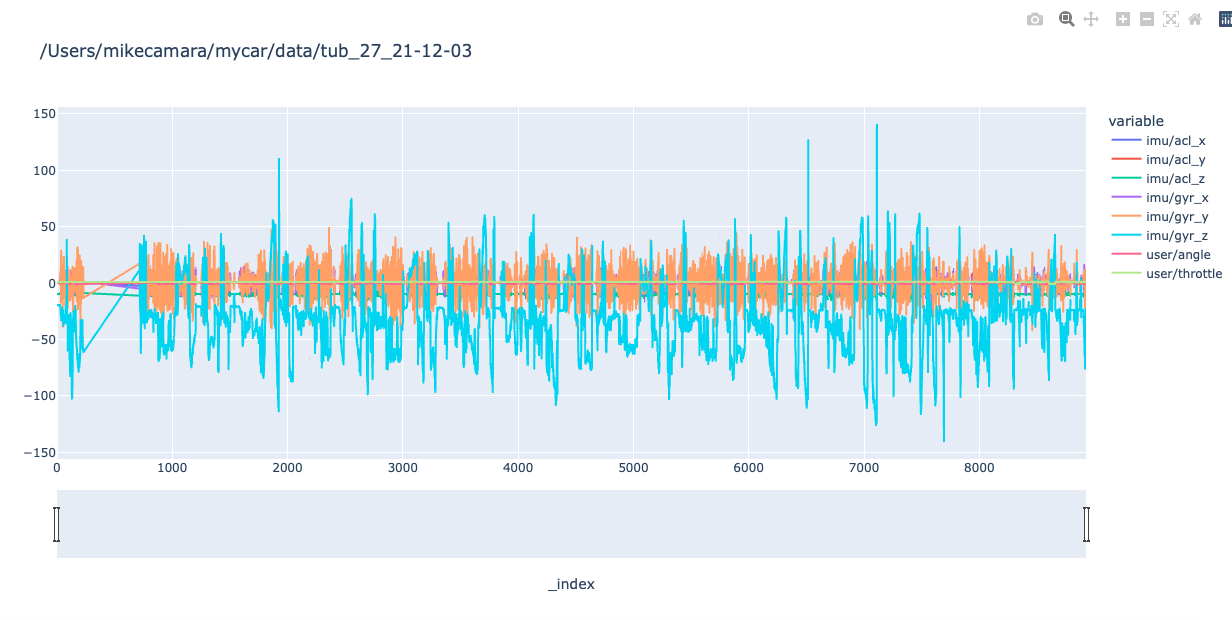 /Users/mikecamara/mycar/data/tub_27_21-12-03
variable
imu/acl_x
imu/acl_y
imu/acl_z
imu/gyr_x
imu/gyr_y
imu/gyr_z
user/angle
user/throttle
150
100
50
0
−50
−100
−150
0 1000 2000 3000 4000 5000 6000 7000 8000
_index